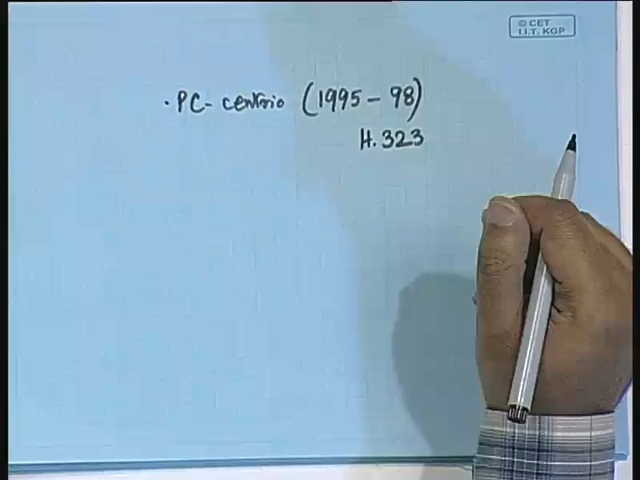 © CET
I.I.T. KGP
· PC- centric (1995 - 98)
H. 323